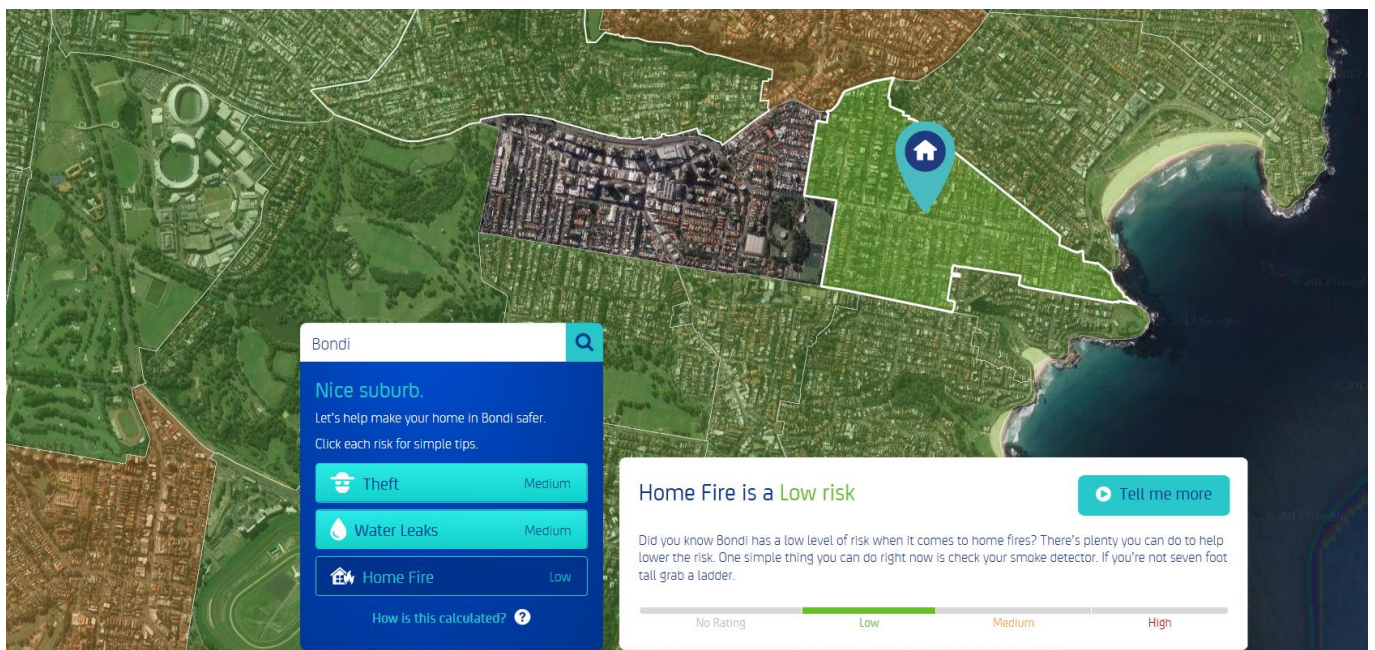 Bondi
Nice suburb.
Let's help make your home in Bondi safer.
Click each risk for simple tips.
Theft Medium
Water Leaks Medium
Home Fire Low
How is this calculated? ?
Home Fire is a Low risk
Tell me more
Did you know Bondi has a low level of risk when it comes to home fires? There's plenty you can do to help
lower the risk. One simple thing you can do right now is check your smoke detector. If you're not seven foot
tall grab a ladder.
No Rating Low Medium High
© 2017 Google